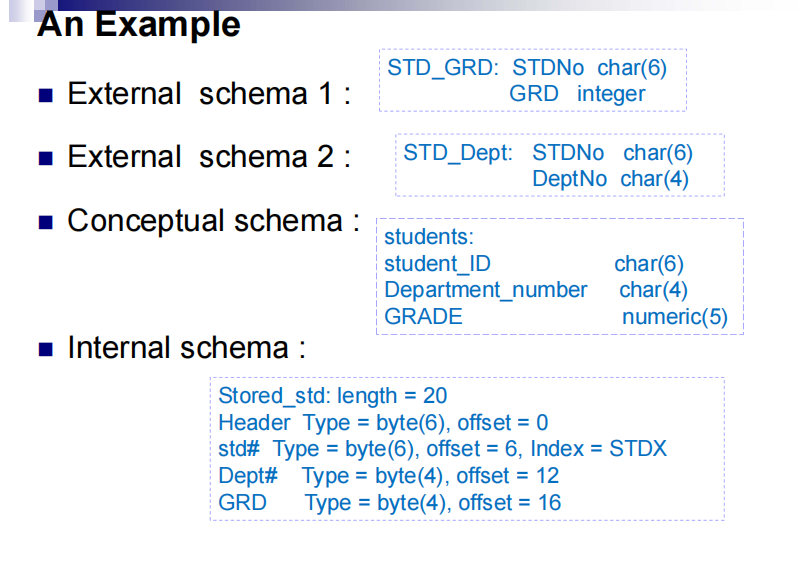 An Example
External schema 1 :
STD_GRD: STDNo char(6)
GRD integer
External schema 2 :
STD_Dept: STDNo char(6)
DeptNo char(4)
Conceptual schema :
students:
student_ID char(6)
Department_number char(4)
GRADE numeric(5)
Internal schema :
Stored_std: length = 20
Header Type = byte(6), offset = 0
std# Type = byte(6), offset = 6, Index = STDX
Dept# Type = byte(4), offset = 12
GRD Type = byte(4), offset = 16